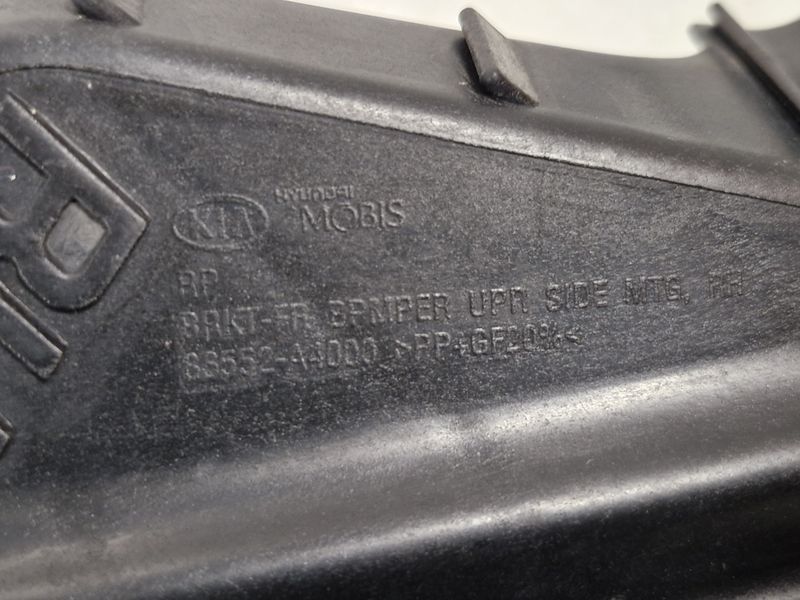 R
KIA
HYUNDAI
MOBIS
RP
BRKT-FR BPMPER UPR SIDE MTG, RH
86552-A4000 >PP+GF20%<